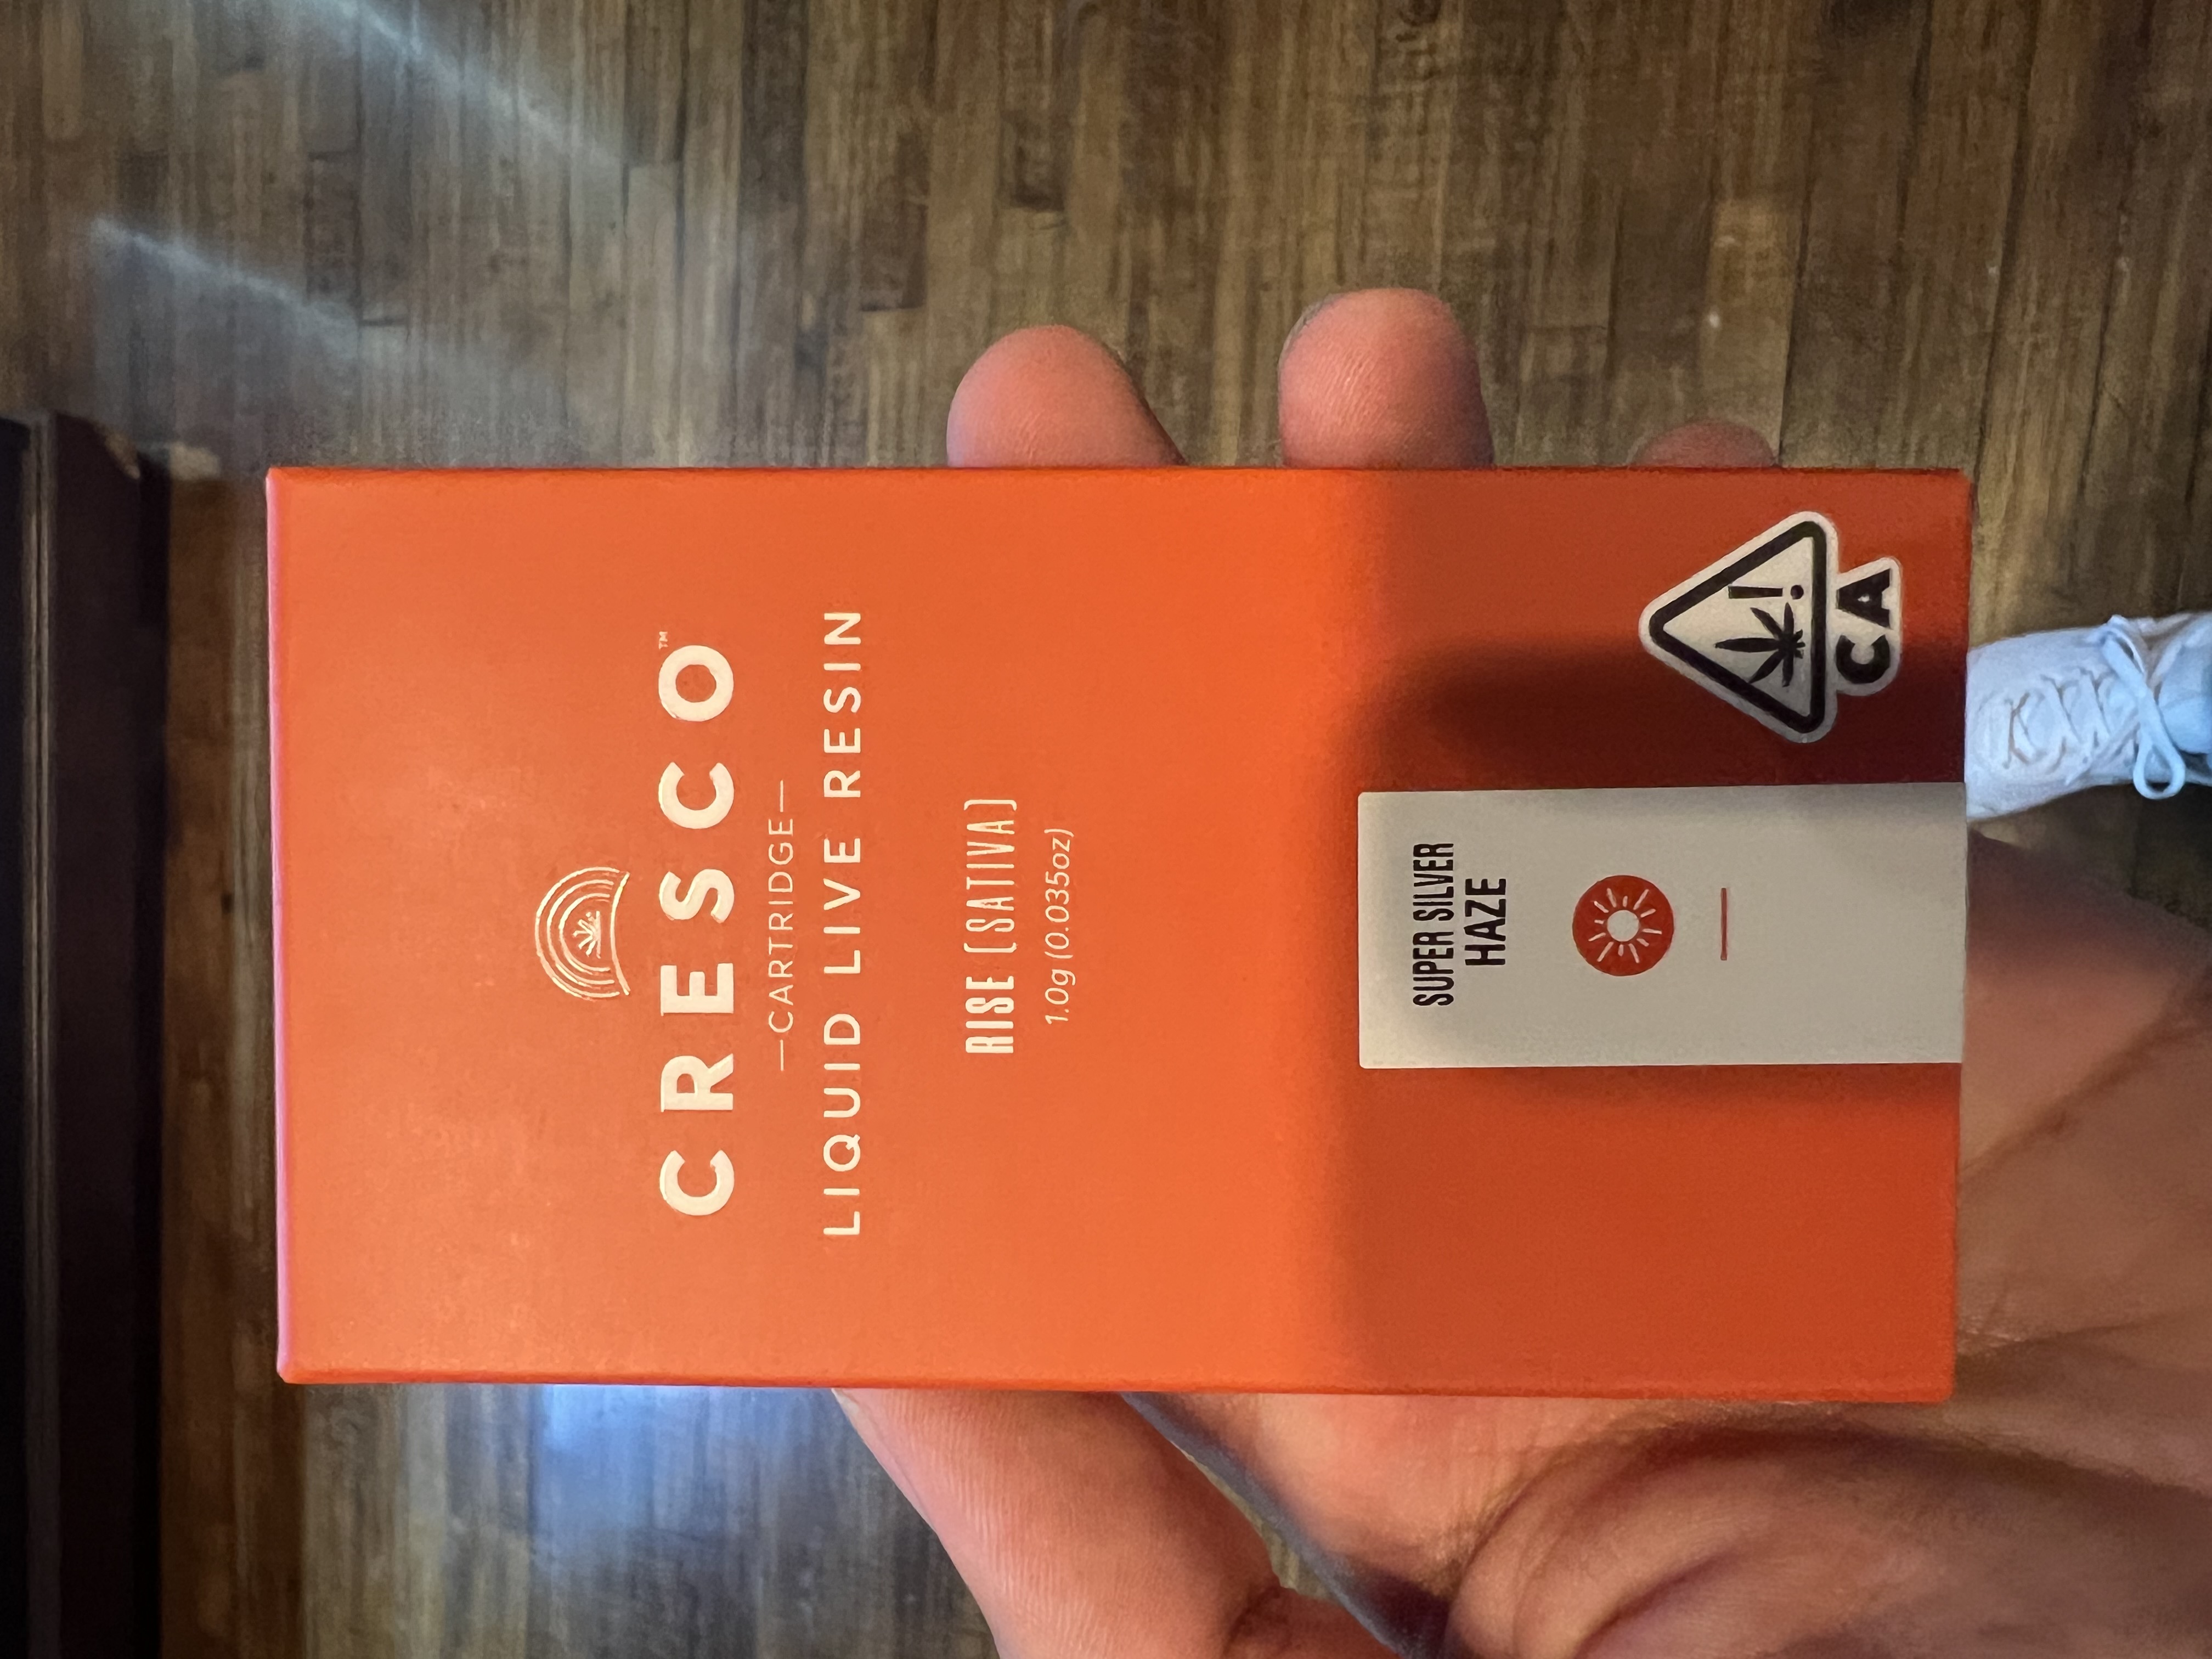 CRESCO™
—CARTRIDGE—
LIQUID LIVE RESIN
RISE [SATIVA]
1.0g (0.035oz)
SUPER SILVER
HAZE
!
CA